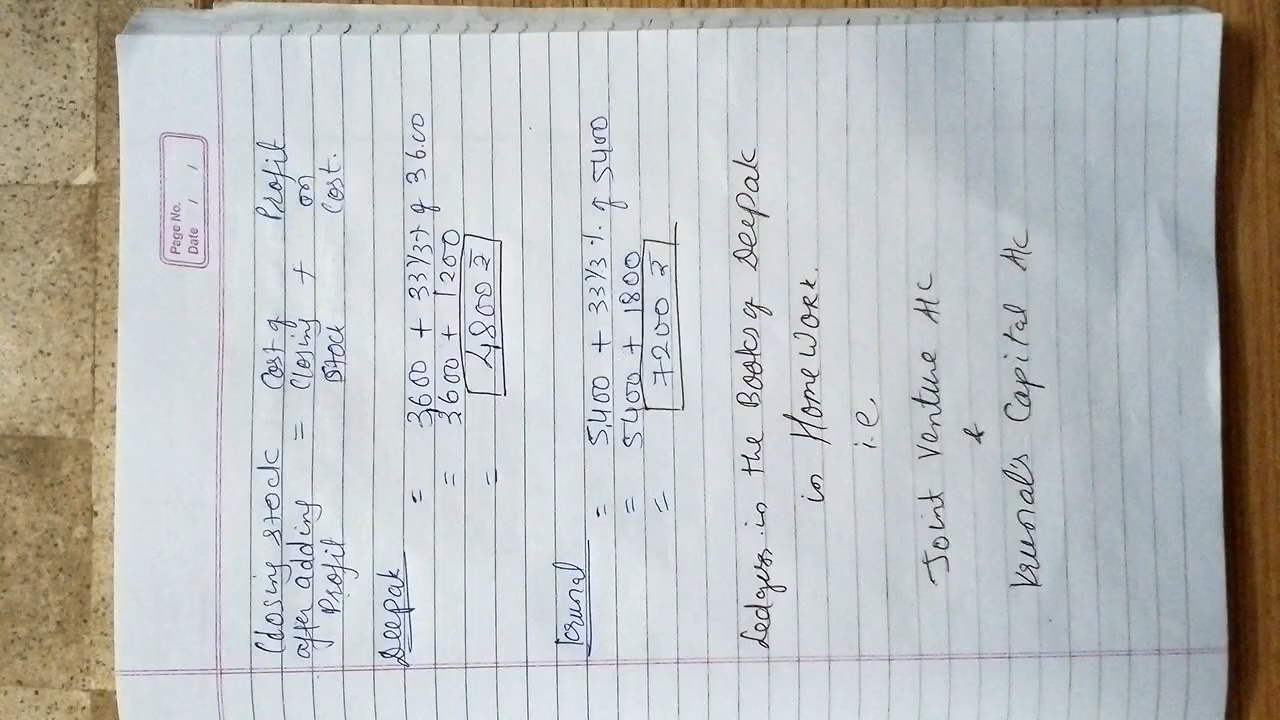 Page No.
Date / /
Closing stock Cost of Profit
after adding = Closing + on
Profit stock Cost.
Deepak
= 3600 + 33 1/3 % of 3600
= 3600 + 1200
= 4800 =
Krunal
= 5400 + 33 1/3 % of 5400
= 5400 + 1800
= 7200 =
Ledgers in the Books of Deepak
in Home Work.
i.e.
Joint Venture A/c
&
Krunal's Capital A/c